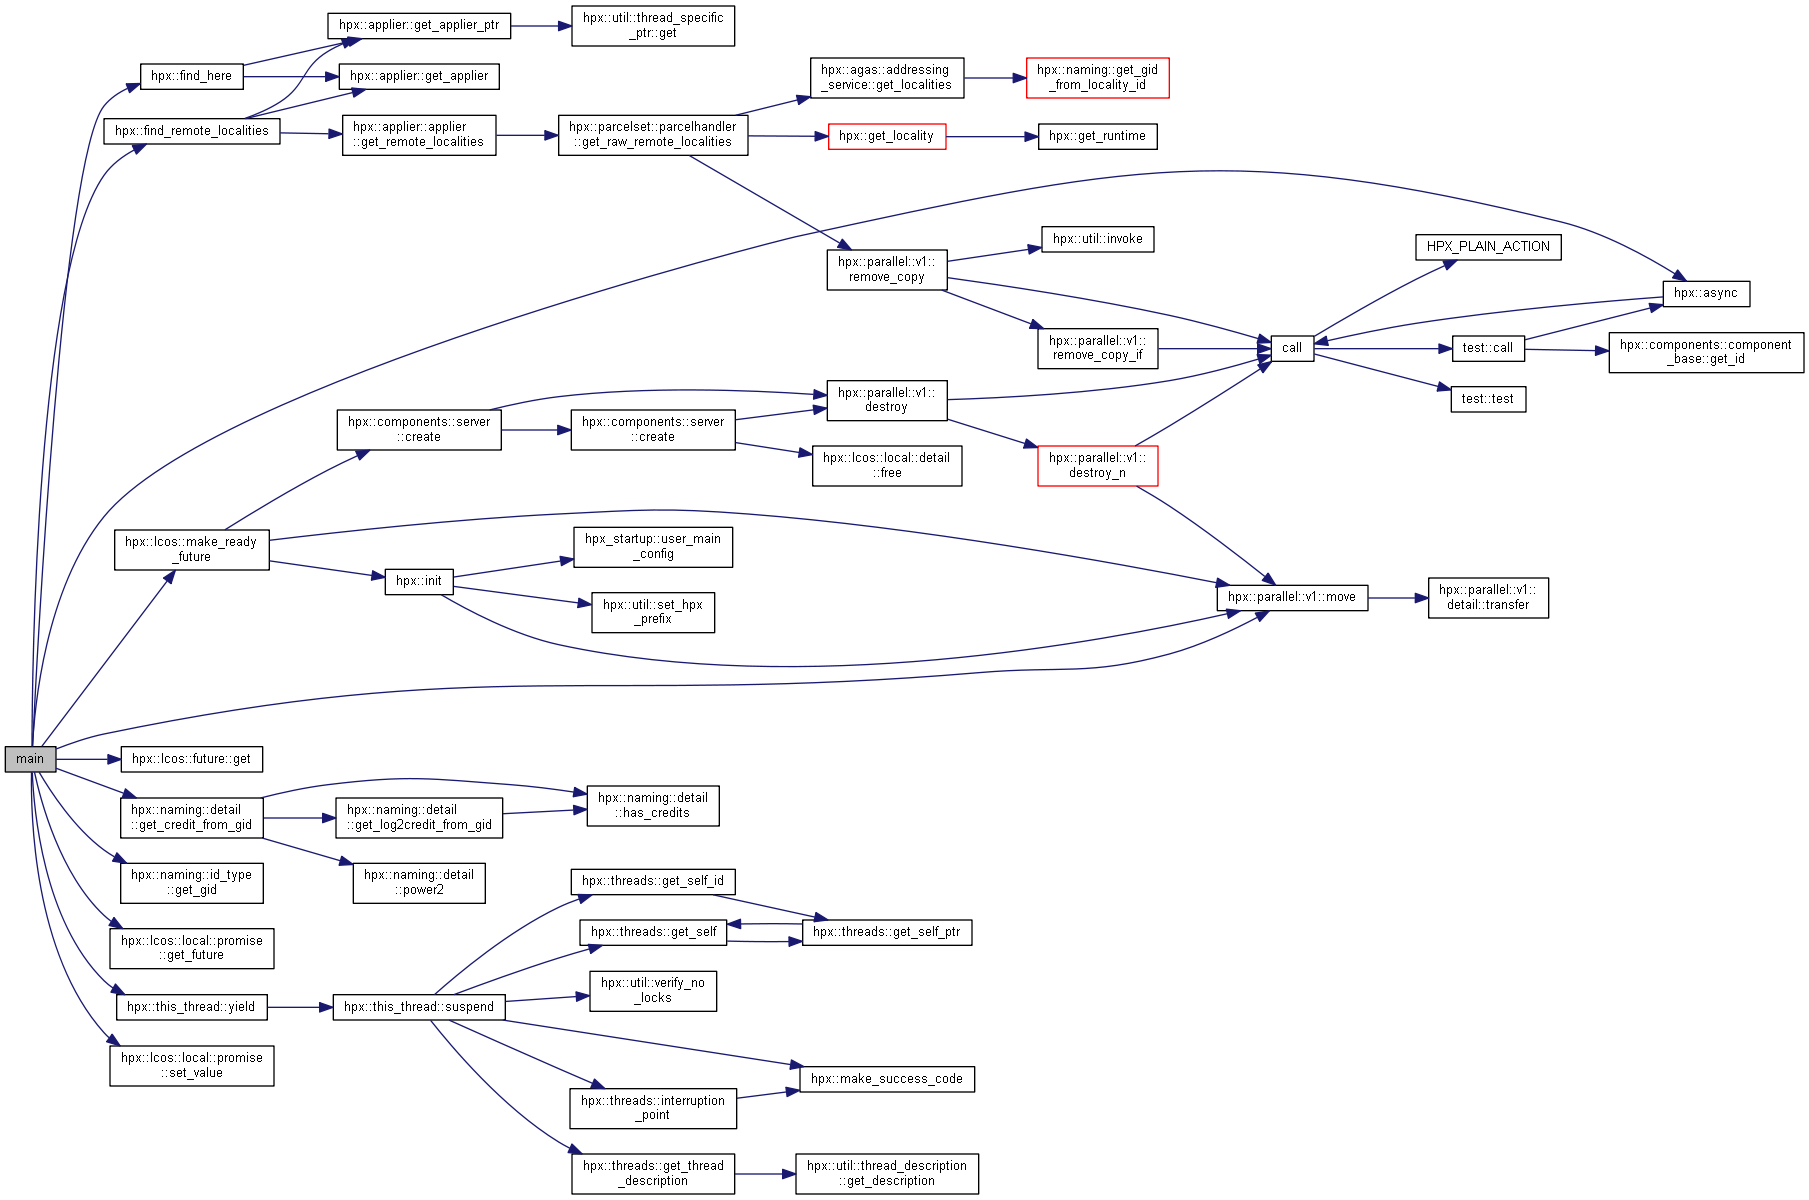 hpx::applier::get_applier_ptr
hpx::util::thread_specific
_ptr::get
hpx::find_here
hpx::applier::get_applier
hpx::agas::addressing
_service::get_localities
hpx::naming::get_gid
_from_locality_id
hpx::find_remote_localities
hpx::applier::applier
::get_remote_localities
hpx::parcelset::parcelhandler
::get_raw_remote_localities
hpx::get_locality
hpx::get_runtime
hpx::util::invoke
HPX_PLAIN_ACTION
hpx::parallel::v1::
remove_copy
hpx::async
hpx::parallel::v1::
remove_copy_if
call
test::call
hpx::components::component
_base::get_id
hpx::parallel::v1::
destroy
test::test
hpx::components::server
::create
hpx::components::server
::create
hpx::lcos::local::detail
::free
hpx::parallel::v1::
destroy_n
hpx::lcos::make_ready
_future
hpx_startup::user_main
_config
hpx::init
hpx::util::set_hpx
_prefix
hpx::parallel::v1::move
hpx::parallel::v1::
detail::transfer
main
hpx::lcos::future::get
hpx::naming::detail
::get_credit_from_gid
hpx::naming::detail
::get_log2credit_from_gid
hpx::naming::detail
::has_credits
hpx::naming::id_type
::get_gid
hpx::naming::detail
::power2
hpx::threads::get_self_id
hpx::lcos::local::promise
::get_future
hpx::threads::get_self
hpx::threads::get_self_ptr
hpx::this_thread::yield
hpx::this_thread::suspend
hpx::util::verify_no
_locks
hpx::lcos::local::promise
::set_value
hpx::make_success_code
hpx::threads::interruption
_point
hpx::threads::get_thread
_description
hpx::util::thread_description
::get_description